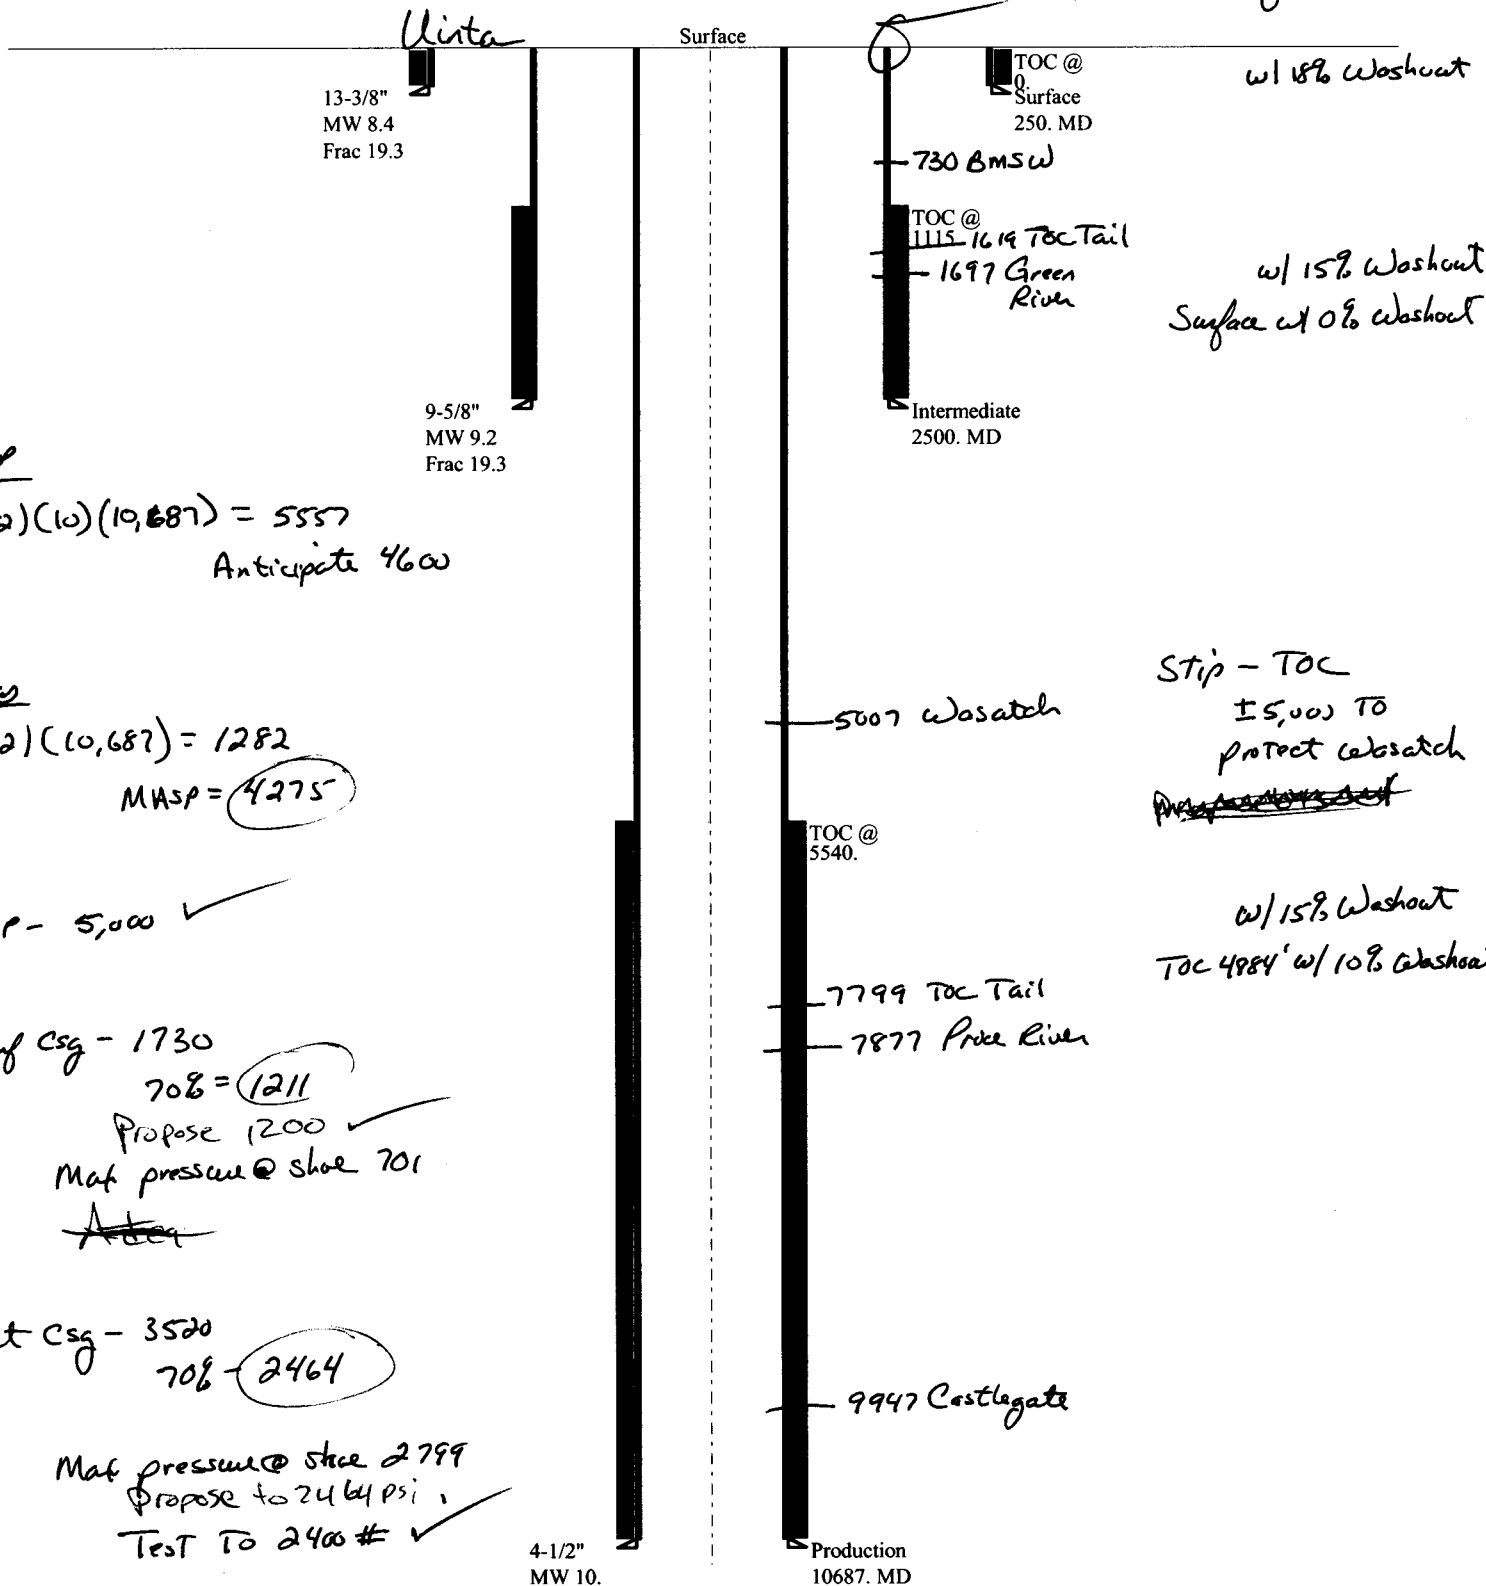 Uinta
Surface
13-3/8"
MW 8.4
Frac 19.3
TOC @
0.
Surface
250. MD
w/ 18% Washout
730 BMSW
TOC @
1115.
1619 TOC Tail
1697 Green
River
w/ 15% Washout
Surface w/ 0% Washout
9-5/8"
MW 9.2
Frac 19.3
Intermediate
2500. MD
2)(10)(10,687) = 5557
Anticipate 4600
2)(10,687) = 1282
MASP = 4275
5007 Wasatch
Stip - TOC
±5,000 TO
protect Wasatch
TOC @
5540.
P - 5,000 ✓
w/ 15% Washout
TOC 4984' w/ 10% Washou
7799 TOC Tail
7877 Price River
f Csg - 1730
70% = 1211
Propose 1200 ✓
Max pressure @ shoe 701
t Csg - 3520
70% - 2464
9947 Castlegate
Max pressure @ shoe 2799
propose to 2464 psi.
Test To 2400 # ✓
4-1/2"
MW 10.
Production
10687. MD